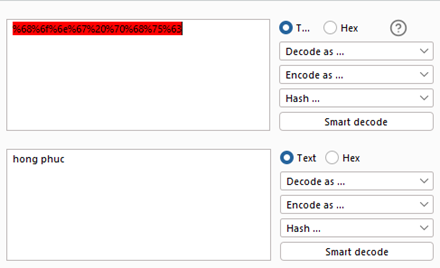 %68%6f%6e%67%20%70%68%75%63
T... Hex ?
Decode as ...
Encode as ...
Hash ...
Smart decode
hong phuc
Text Hex
Decode as ...
Encode as ...
Hash ...
Smart decode